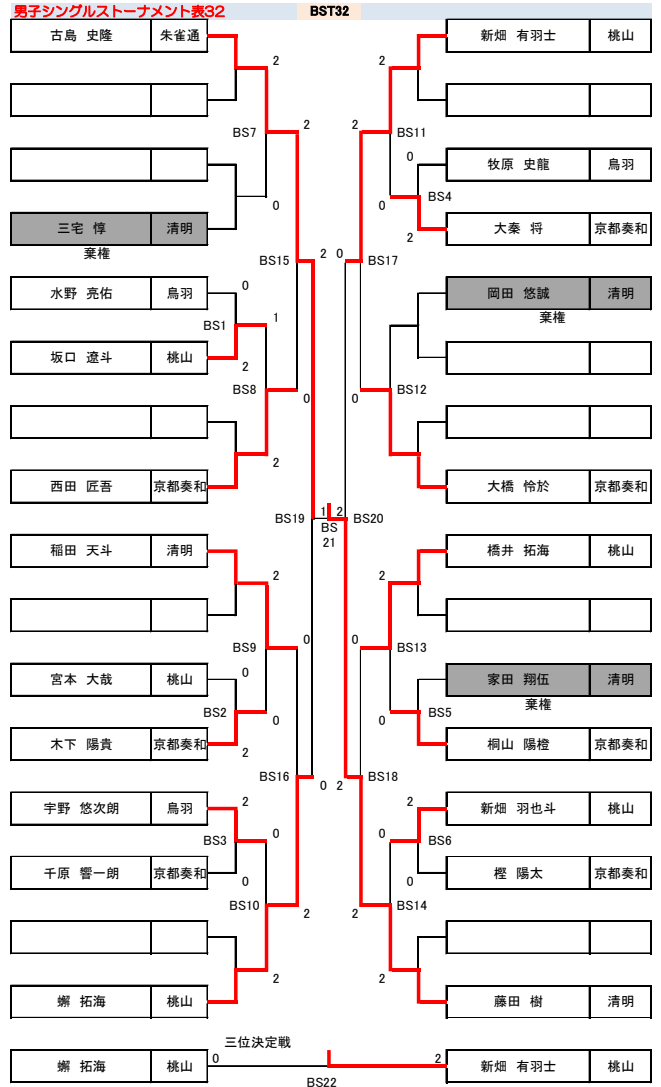 男子シングルストーナメント表32 BST32
古島 史隆 朱雀通 2 2 新畑 有羽士 桃山
2 2
BS7 BS11
0 牧原 史龍 鳥羽
BS4
0 0
三宅 惇 清明 2 大秦 将 京都奏和
棄権
BS15 2 0 BS17
水野 亮佑 鳥羽 0 岡田 悠誠 清明
棄権
BS1 1
坂口 遼斗 桃山 2
BS8 BS12
0 0
西田 匠吾 京都奏和 2 大橋 怜於 京都奏和
BS19 1 2 BS20
BS
21
稲田 天斗 清明 2 2 橋井 拓海 桃山
BS9 0 0 BS13
宮本 大哉 桃山 0 家田 翔伍 清明
棄権
BS2 0 0 BS5
木下 陽貴 京都奏和 2 桐山 陽橙 京都奏和
BS16 0 2 BS18
宇野 悠次朗 鳥羽 2 2 新畑 羽也斗 桃山
BS3 0 0 BS6
千原 響一朗 京都奏和 0 0 樫 陽太 京都奏和
BS10 2 2 BS14
蠏 拓海 桃山 2 2 藤田 樹 清明
三位決定戦
蠏 拓海 桃山 0 2 新畑 有羽士 桃山
BS22